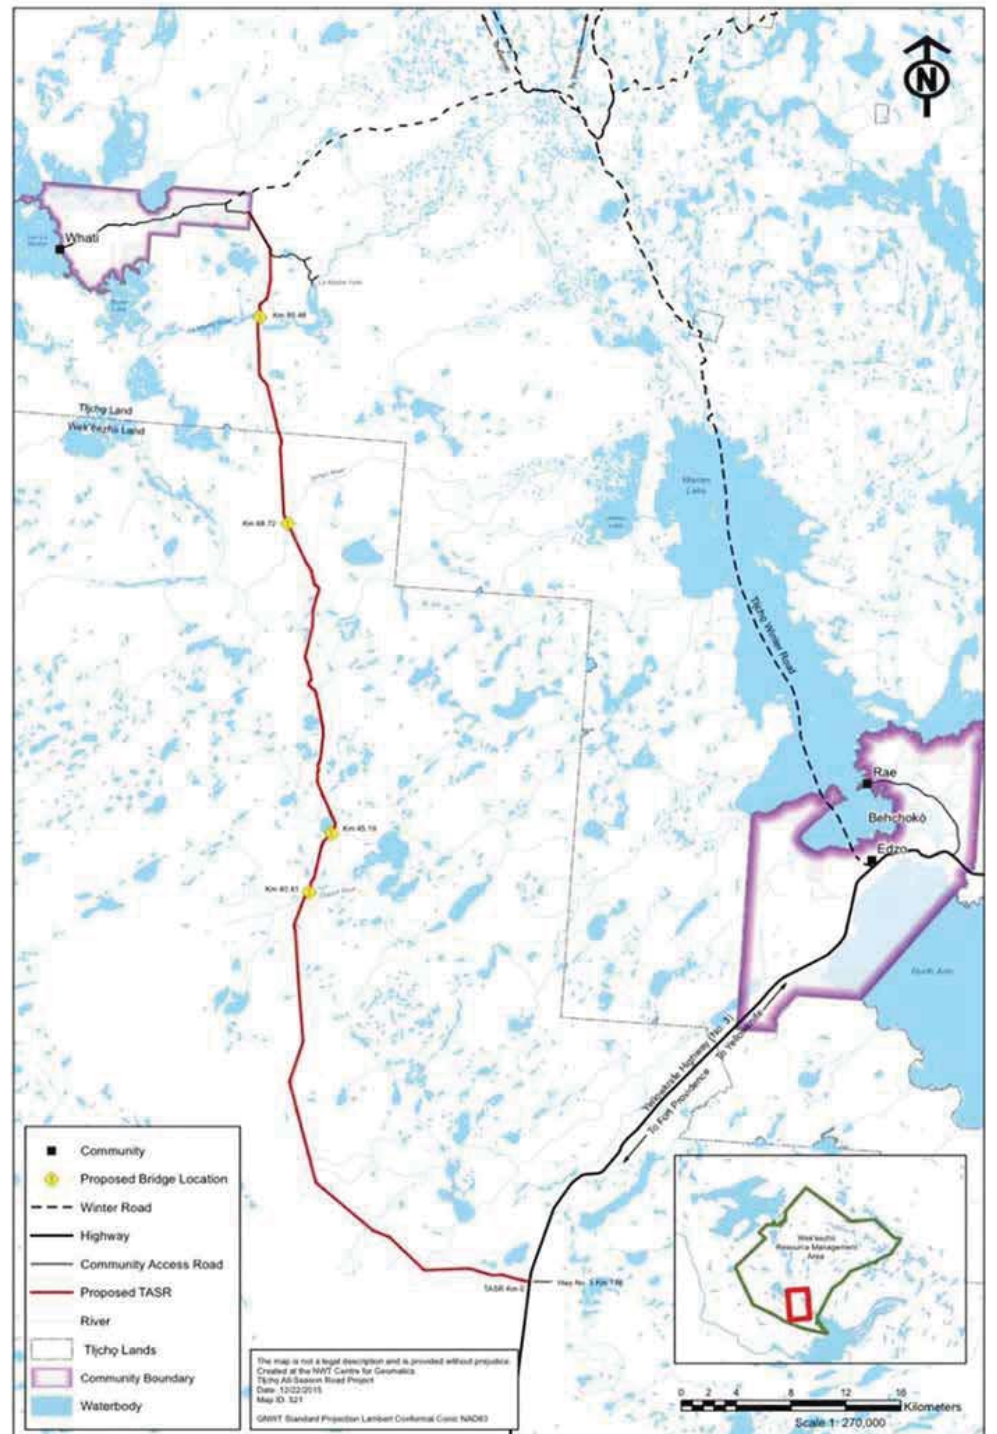 N
Whati
Km 68.72
Tłı̨chǫ Land
Wek'èezhìı Land
Marian
Lake
Tłı̨chǫ Winter Road
Km 45.19
Km 40.61
Rae
Behchokǫ̀
Edzo
North Arm
Yellowknife Highway (No. 3)
To Yellowknife
To Fort Providence
TASR Km 0
Hwy No. 3 Km 196
Community
Proposed Bridge Location
Winter Road
Highway
Community Access Road
Proposed TASR
River
Tłı̨chǫ Lands
Community Boundary
Waterbody
The map is not a legal description and is provided without prejudice.
Created at the NWT Centre for Geomatics
Tłı̨chǫ All-Season Road Project
Date: 12/22/2015
Map ID: 521
GNWT Standard Projection Lambert Conformal Conic NAD83
Wek'èezhìı
Resource Management
Area
0 2 4 8 12 16
Kilometers
Scale 1: 270,000